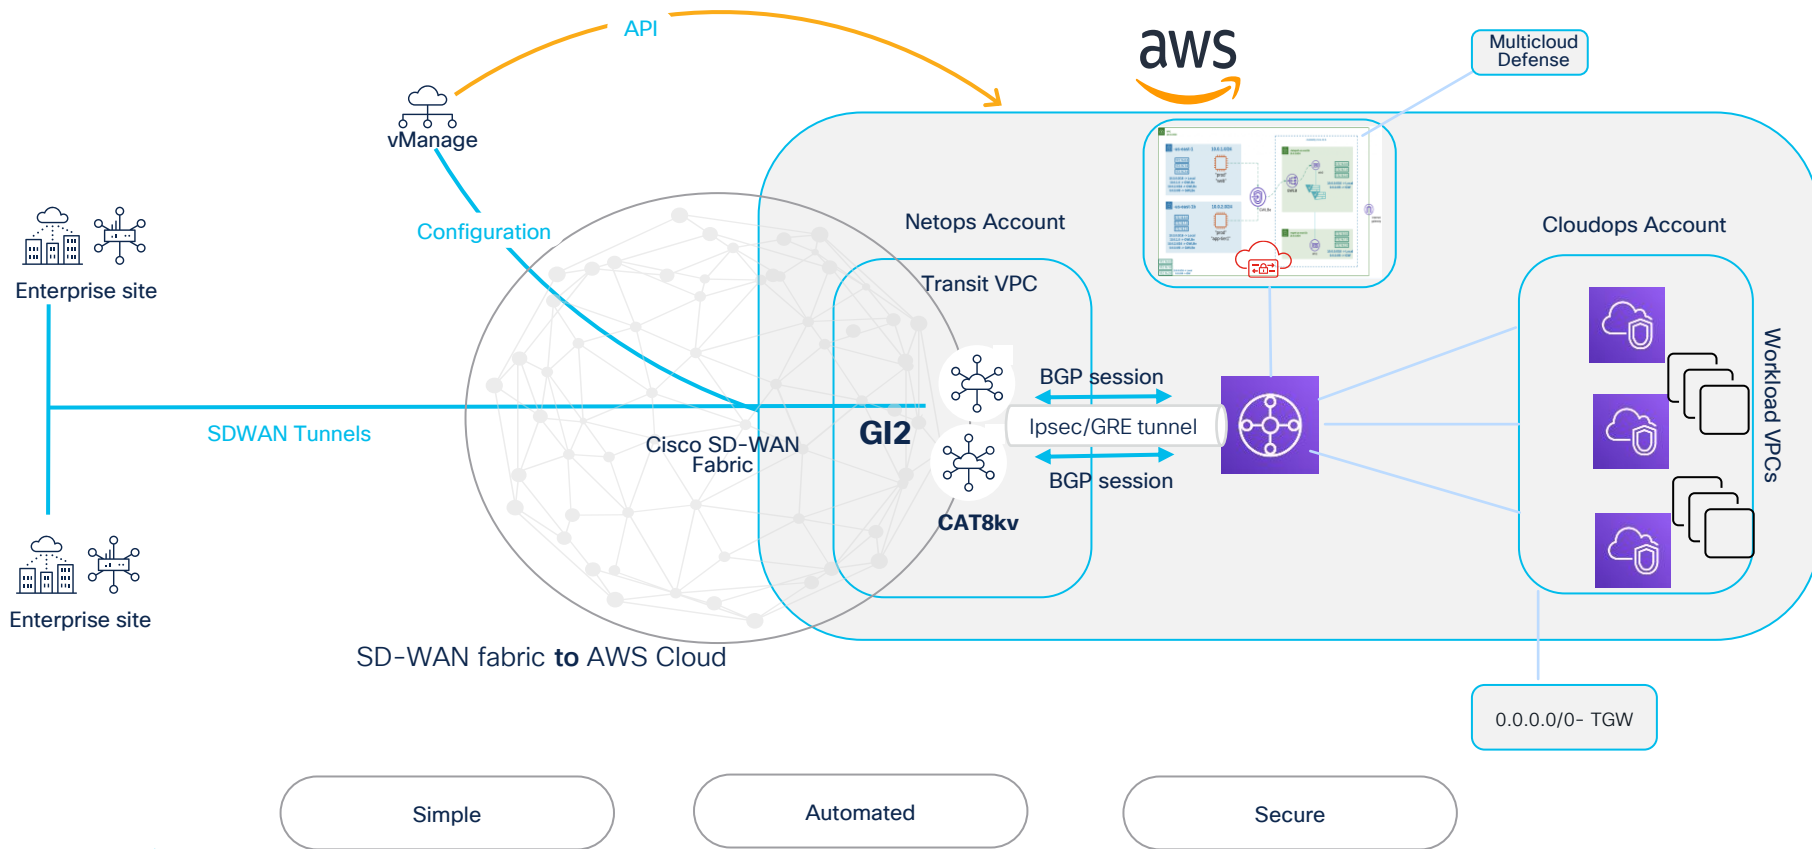 API
aws
Multicloud
Defense
vManage
Configuration
Netops Account
Cloudops Account
Transit VPC
Enterprise site
BGP session
Ipsec/GRE tunnel
BGP session
GI2
CAT8kv
Cisco SD-WAN
Fabric
SDWAN Tunnels
Workload VPCs
Enterprise site
SD-WAN fabric to AWS Cloud
0.0.0.0/0- TGW
Simple
Automated
Secure